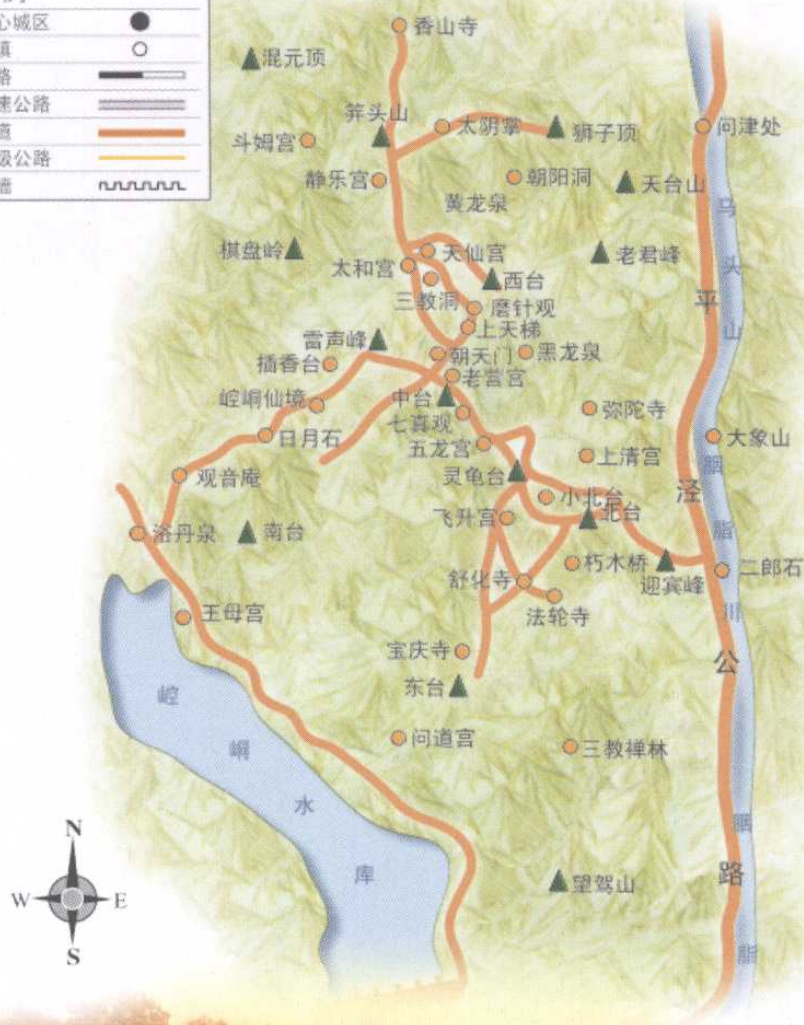 心城区
镇
路
速公路
道
级公路
墙
香山寺
混元顶
笄头山
太阴掌
狮子顶
问津处
斗姆宫
静乐宫
朝阳洞
天台山
黄龙泉
棋盘岭
天仙宫
太和宫
西台
老君峰
三教洞
磨针观
上天梯
雷声峰
朝天门
黑龙泉
插香台
老营宫
中台
崆峒仙境
七真观
弥陀寺
日月石
五龙宫
大象山
上清宫
观音庵
灵龟台
小北台
飞升宫
北台
浴丹泉
南台
朽木桥
二郎石
舒化寺
迎宾峰
法轮寺
王母宫
宝庆寺
东台
问道宫
三教禅林
望驾山
崆峒水库
平泾公路
马头山
胭脂川
胭脂
N
W
E
S